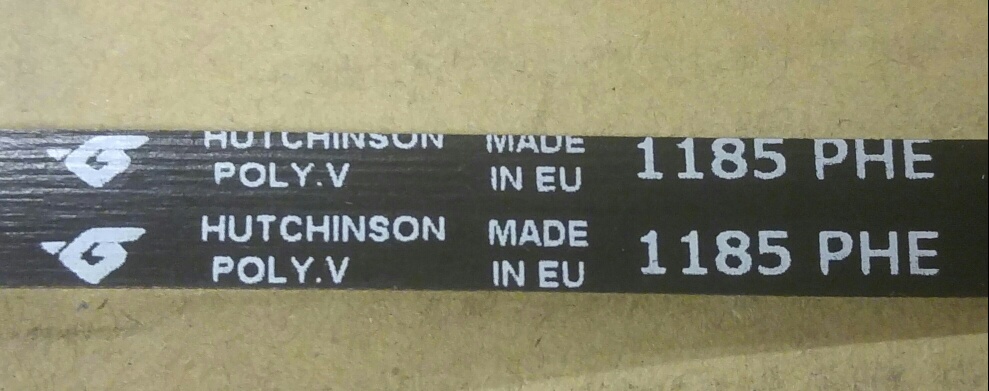 HUTCHINSON MADE 1185 PHE
POLY.V IN EU
HUTCHINSON MADE 1185 PHE
POLY.V IN EU